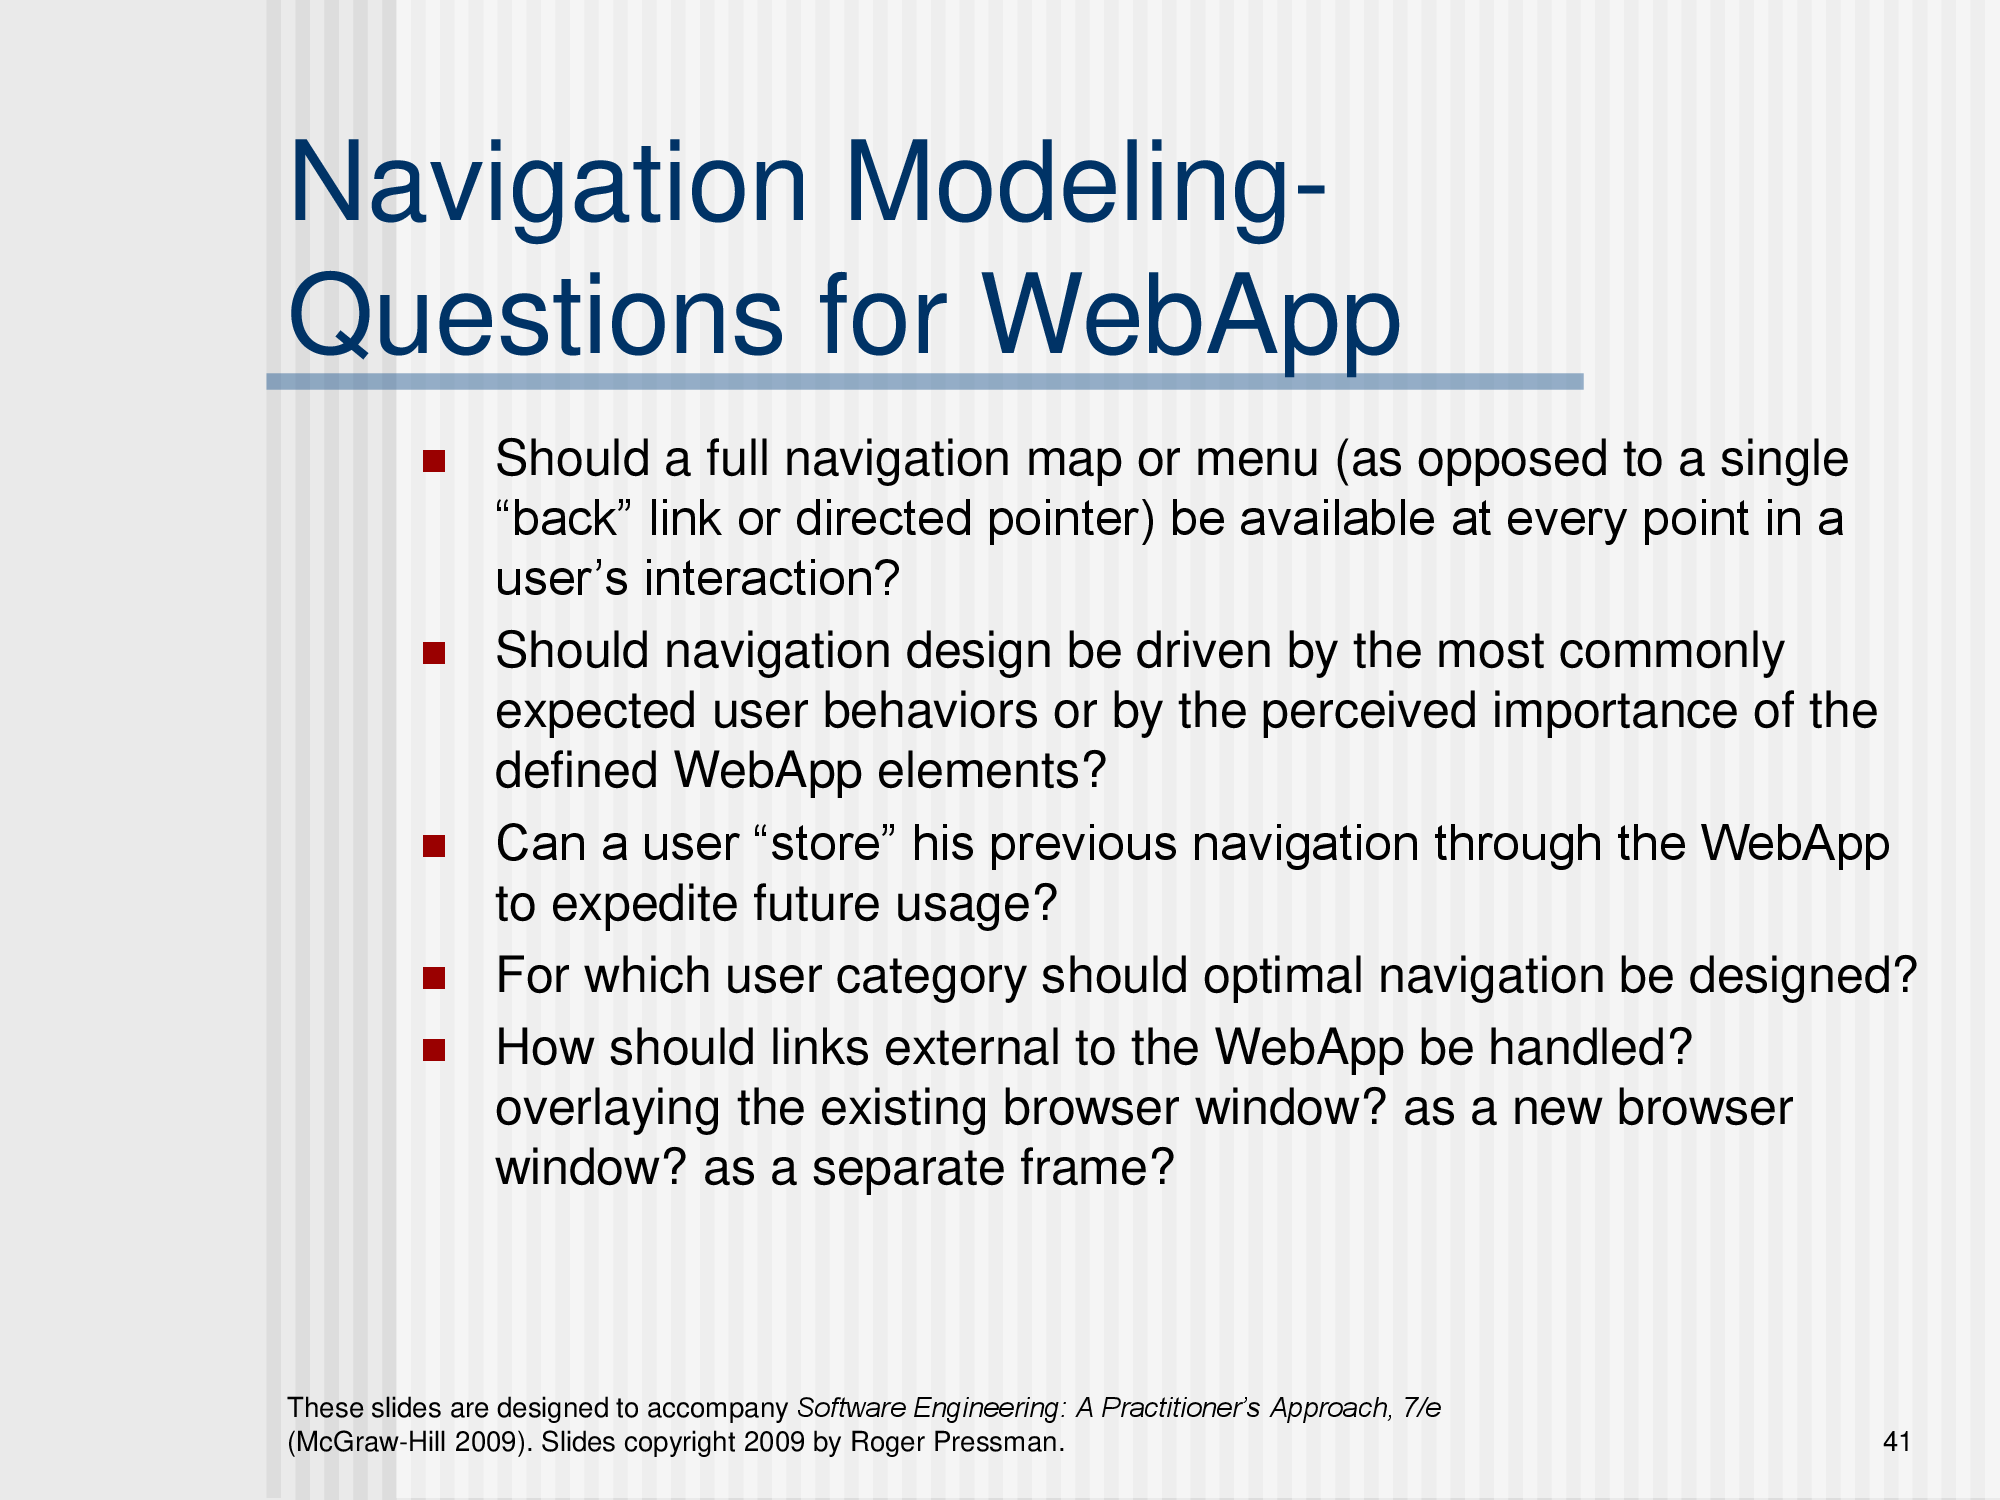 Navigation Modeling-
Questions for WebApp
Should a full navigation map or menu (as opposed to a single
“back” link or directed pointer) be available at every point in a
user’s interaction?
Should navigation design be driven by the most commonly
expected user behaviors or by the perceived importance of the
defined WebApp elements?
Can a user “store” his previous navigation through the WebApp
to expedite future usage?
For which user category should optimal navigation be designed?
How should links external to the WebApp be handled?
overlaying the existing browser window? as a new browser
window? as a separate frame?
These slides are designed to accompany Software Engineering: A Practitioner’s Approach, 7/e
(McGraw-Hill 2009). Slides copyright 2009 by Roger Pressman.
41